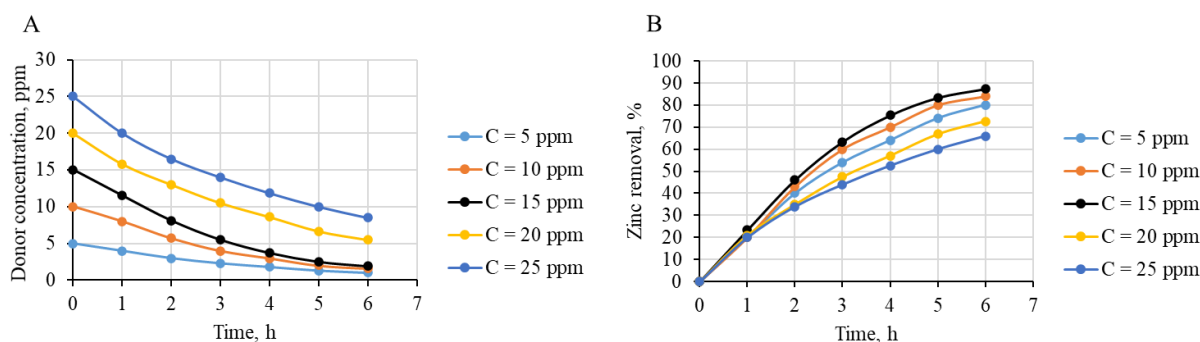 A
Donor concentration, ppm
30
25
20
15
10
5
0
0 1 2 3 4 5 6 7
Time, h
C = 5 ppm
C = 10 ppm
C = 15 ppm
C = 20 ppm
C = 25 ppm
B
Zinc removal, %
100
90
80
70
60
50
40
30
20
10
0
0 1 2 3 4 5 6 7
Time, h
C = 5 ppm
C = 10 ppm
C = 15 ppm
C = 20 ppm
C = 25 ppm